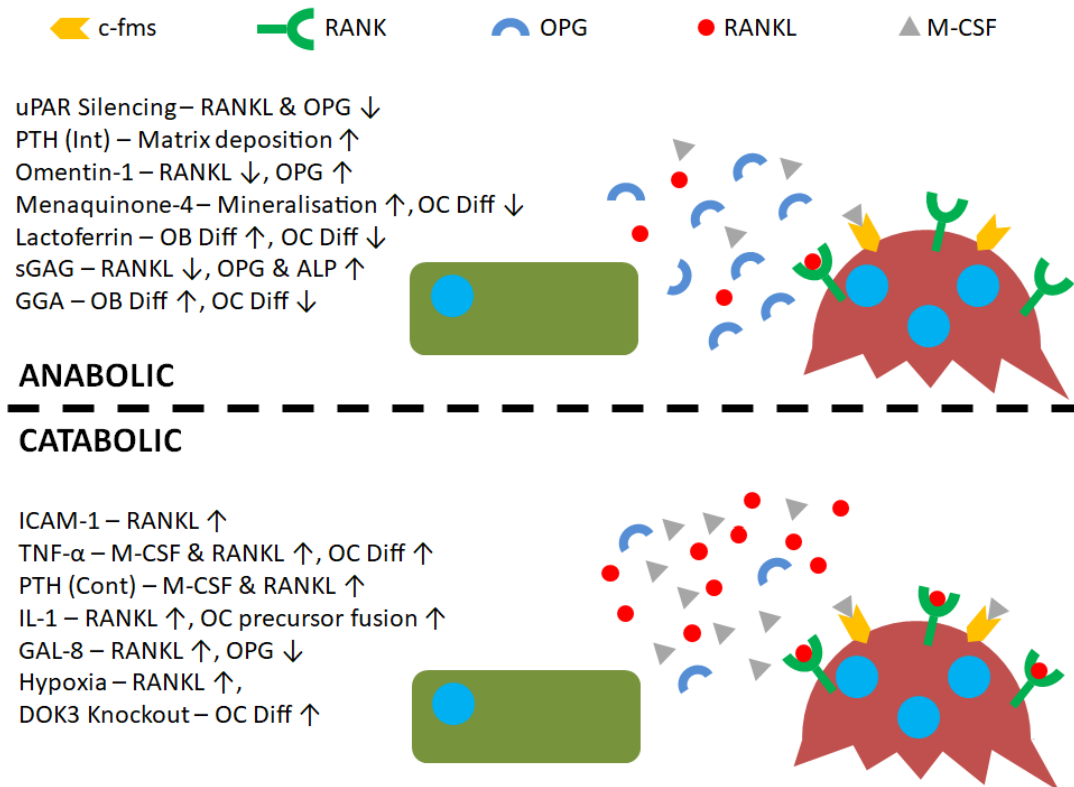 c-fms RANK OPG RANKL M-CSF
uPAR Silencing – RANKL & OPG ↓
PTH (Int) – Matrix deposition ↑
Omentin-1 – RANKL ↓, OPG ↑
Menaquinone-4 – Mineralisation ↑, OC Diff ↓
Lactoferrin – OB Diff ↑, OC Diff ↓
sGAG – RANKL ↓, OPG & ALP ↑
GGA – OB Diff ↑, OC Diff ↓
ANABOLIC
CATABOLIC
ICAM-1 – RANKL ↑
TNF-α – M-CSF & RANKL ↑, OC Diff ↑
PTH (Cont) – M-CSF & RANKL ↑
IL-1 – RANKL ↑, OC precursor fusion ↑
GAL-8 – RANKL ↑, OPG ↓
Hypoxia – RANKL ↑,
DOK3 Knockout – OC Diff ↑